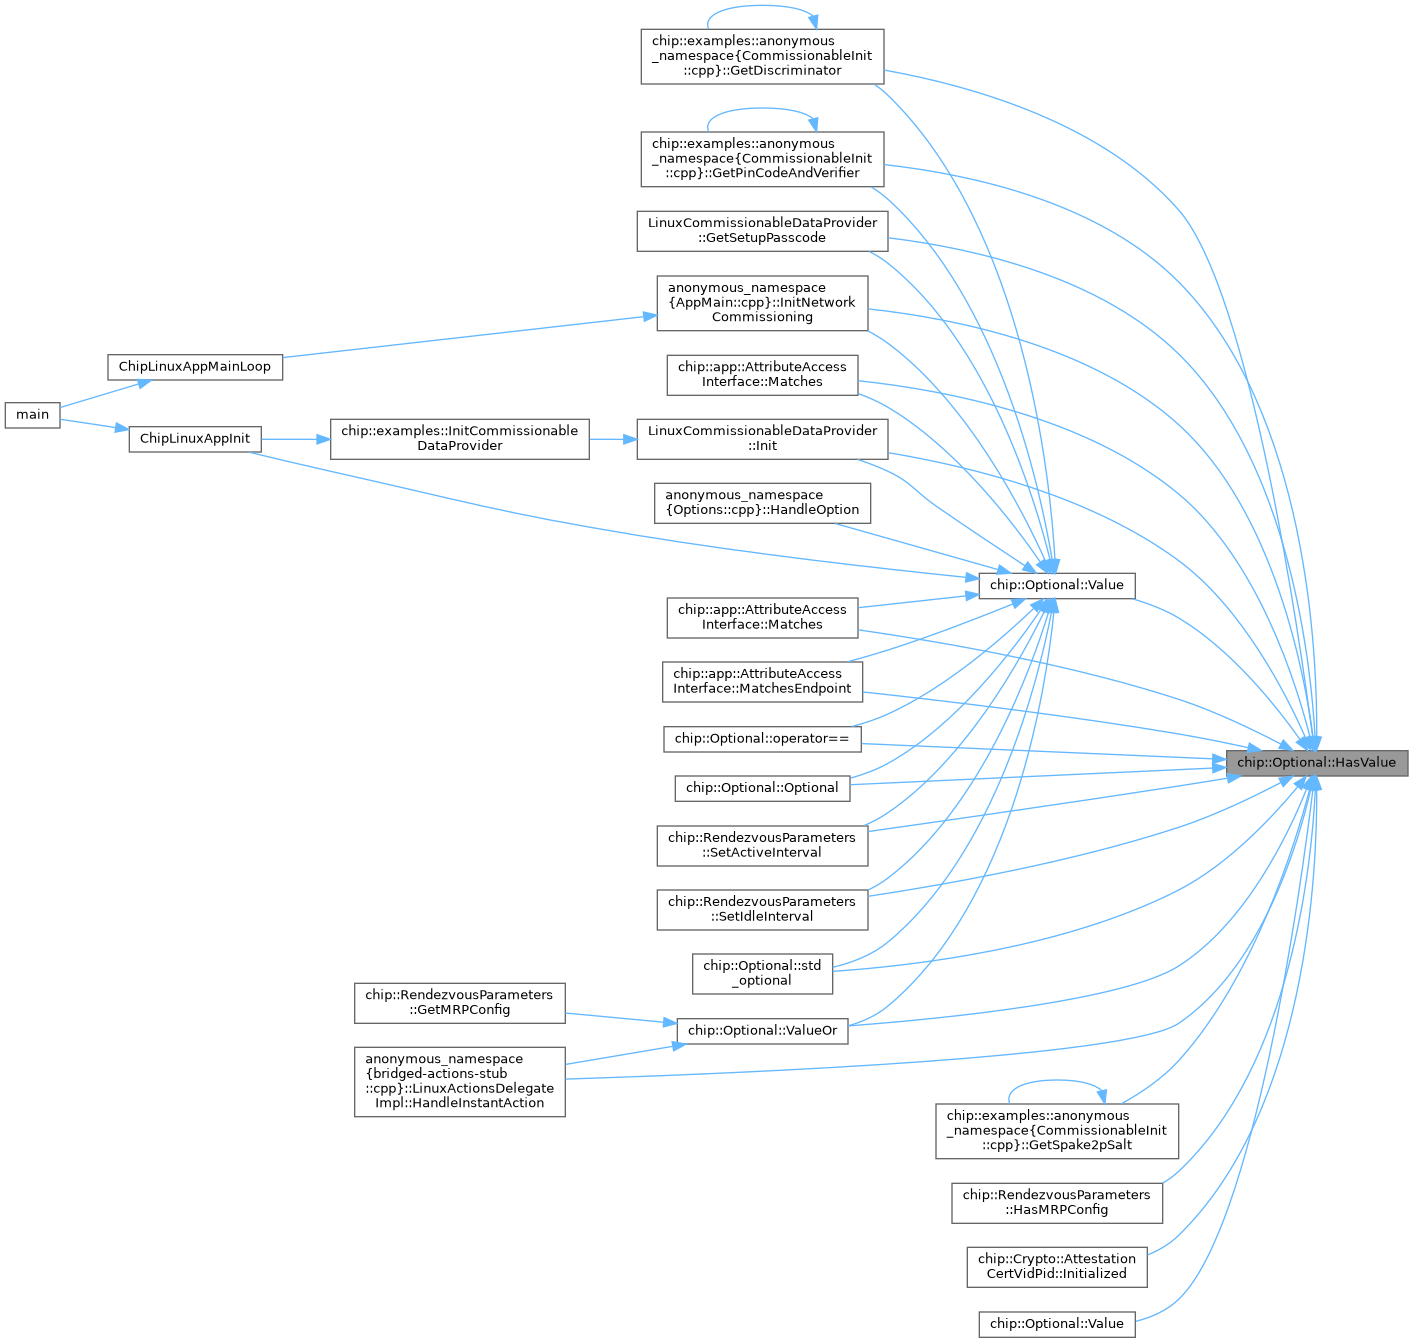 chip::examples::anonymous
_namespace{CommissionableInit
::cpp}::GetDiscriminator
chip::examples::anonymous
_namespace{CommissionableInit
::cpp}::GetPinCodeAndVerifier
LinuxCommissionableDataProvider
::GetSetupPasscode
anonymous_namespace
{AppMain::cpp}::InitNetwork
Commissioning
ChipLinuxAppMainLoop
chip::app::AttributeAccess
Interface::Matches
main
ChipLinuxAppInit
chip::examples::InitCommissionable
DataProvider
LinuxCommissionableDataProvider
::Init
anonymous_namespace
{Options::cpp}::HandleOption
chip::Optional::Value
chip::app::AttributeAccess
Interface::Matches
chip::app::AttributeAccess
Interface::MatchesEndpoint
chip::Optional::operator==
chip::Optional::HasValue
chip::Optional::Optional
chip::RendezvousParameters
::SetActiveInterval
chip::RendezvousParameters
::SetIdleInterval
chip::Optional::std
_optional
chip::RendezvousParameters
::GetMRPConfig
chip::Optional::ValueOr
anonymous_namespace
{bridged-actions-stub
::cpp}::LinuxActionsDelegate
Impl::HandleInstantAction
chip::examples::anonymous
_namespace{CommissionableInit
::cpp}::GetSpake2pSalt
chip::RendezvousParameters
::HasMRPConfig
chip::Crypto::Attestation
CertVidPid::Initialized
chip::Optional::Value